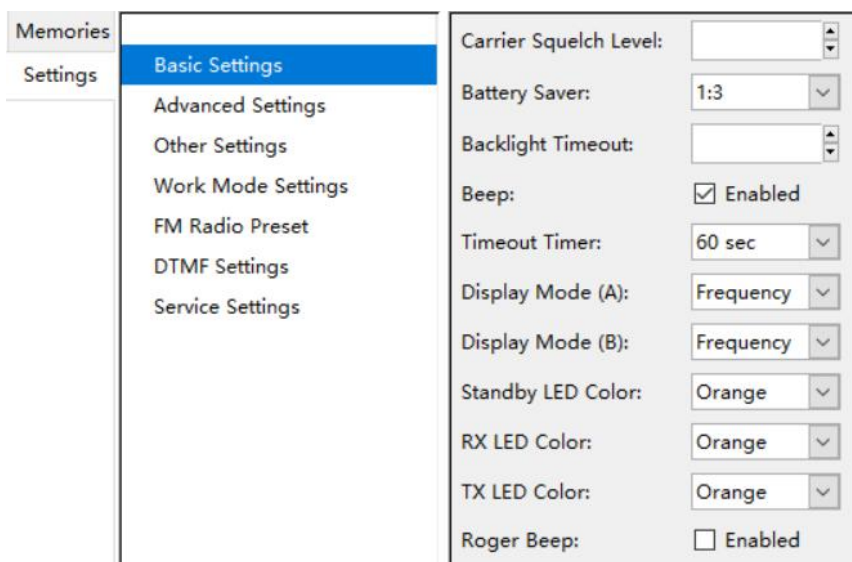 Memories
Settings
Basic Settings
Advanced Settings
Other Settings
Work Mode Settings
FM Radio Preset
DTMF Settings
Service Settings
Carrier Squelch Level:
Battery Saver: 1:3
Backlight Timeout:
Beep: Enabled
Timeout Timer: 60 sec
Display Mode (A): Frequency
Display Mode (B): Frequency
Standby LED Color: Orange
RX LED Color: Orange
TX LED Color: Orange
Roger Beep: Enabled